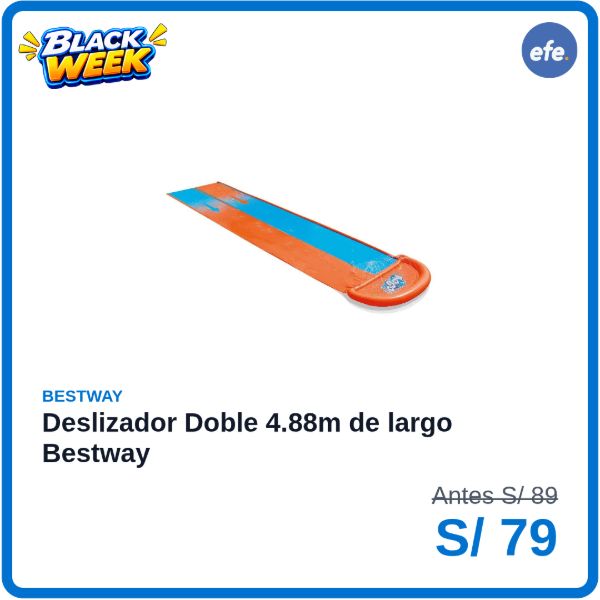 BLACK
WEEK
efe.
BESTWAY
Deslizador Doble 4.88m de largo
Bestway
Antes S/ 89
S/ 79